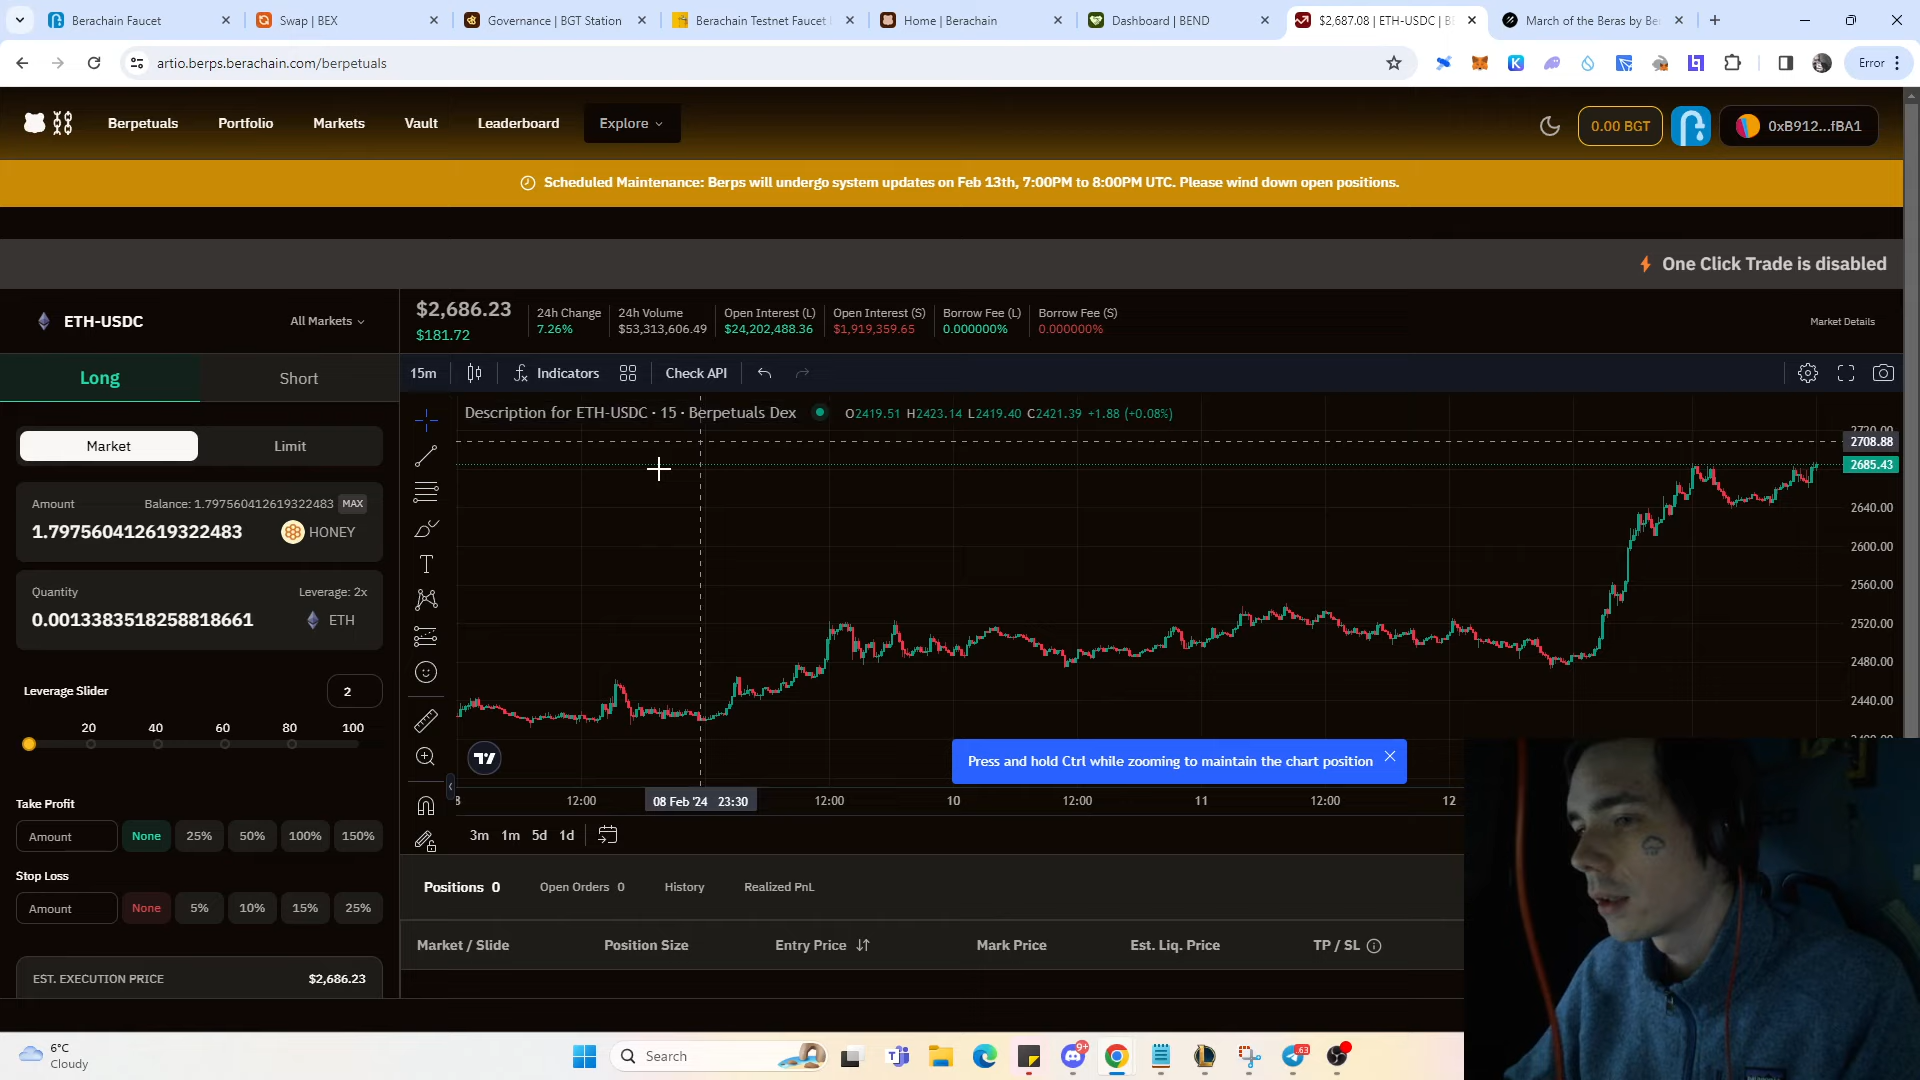 Berachain Faucet
Swap | BEX
Governance | BGT Station
Berachain Testnet Faucet
Home | Berachain
Dashboard | BEND
$2,687.08 | ETH-USDC |
March of the Beras by
artio.berps.berachain.com/berpetuals
Error
Berpetuals
Portfolio
Markets
Vault
Leaderboard
Explore
0.00 BGT
0xB912...fBA1
Scheduled Maintenance: Berps will undergo system updates on Feb 13th, 7:00PM to 8:00PM UTC. Please wind down open positions.
One Click Trade is disabled
ETH-USDC
All Markets
$2,686.23
$181.72
24h Change
7.26%
24h Volume
$53,313,606.49
Open Interest (L)
$24,202,488.36
Open Interest (S)
$1,919,359.65
Borrow Fee (L)
0.000000%
Borrow Fee (S)
0.000000%
Market Details
Long
Short
15m
Indicators
Check API
Description for ETH-USDC · 15 · Berpetuals Dex
O2419.51 H2423.14 L2419.40 C2421.39 +1.88 (+0.08%)
Market
Limit
Amount
Balance: 1.797560412619322483
MAX
1.797560412619322483
HONEY
Quantity
Leverage: 2x
0.0013383518258818661
ETH
Leverage Slider
2
20
40
60
80
100
Take Profit
Amount
None
25%
50%
100%
150%
Stop Loss
Amount
None
5%
10%
15%
25%
EST. EXECUTION PRICE
$2,686.23
2708.88
2685.43
2640.00
2600.00
2560.00
2520.00
2480.00
2440.00
Press and hold Ctrl while zooming to maintain the chart position
12:00
08 Feb '24 23:30
12:00
10
12:00
11
12:00
12
3m
1m
5d
1d
Positions 0
Open Orders 0
History
Realized PnL
Market / Slide
Position Size
Entry Price
Mark Price
Est. Liq. Price
TP / SL
6°C
Cloudy
Search
9+
63